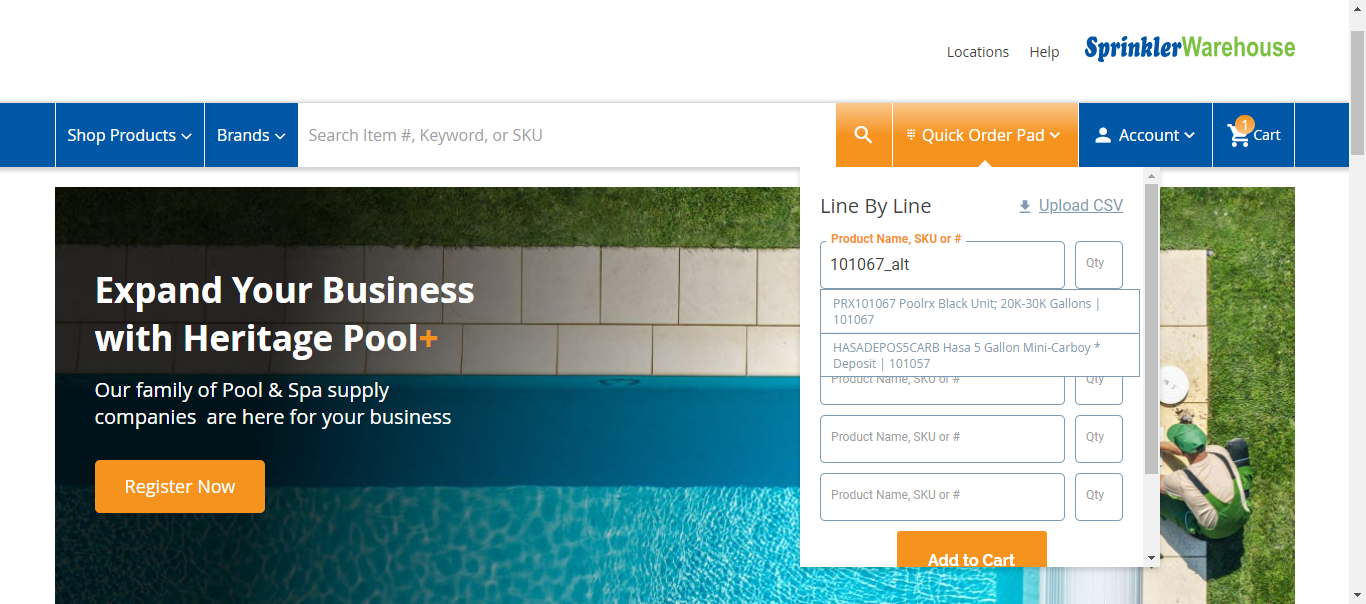 Locations Help SprinklerWarehouse
Shop Products Brands Search Item #, Keyword, or SKU Quick Order Pad Account 1 Cart
Expand Your Business
with Heritage Pool+
Our family of Pool & Spa supply
companies are here for your business
Register Now
Line By Line Upload CSV
Product Name, SKU or #
101067_alt Qty
PRX101067 Poolrx Black Unit; 20K-30K Gallons |
101067
HASADEPOS5CARB Hasa 5 Gallon Mini-Carboy *
Deposit | 101057
Product Name, SKU or # Qty
Product Name, SKU or # Qty
Product Name, SKU or # Qty
Add to Cart